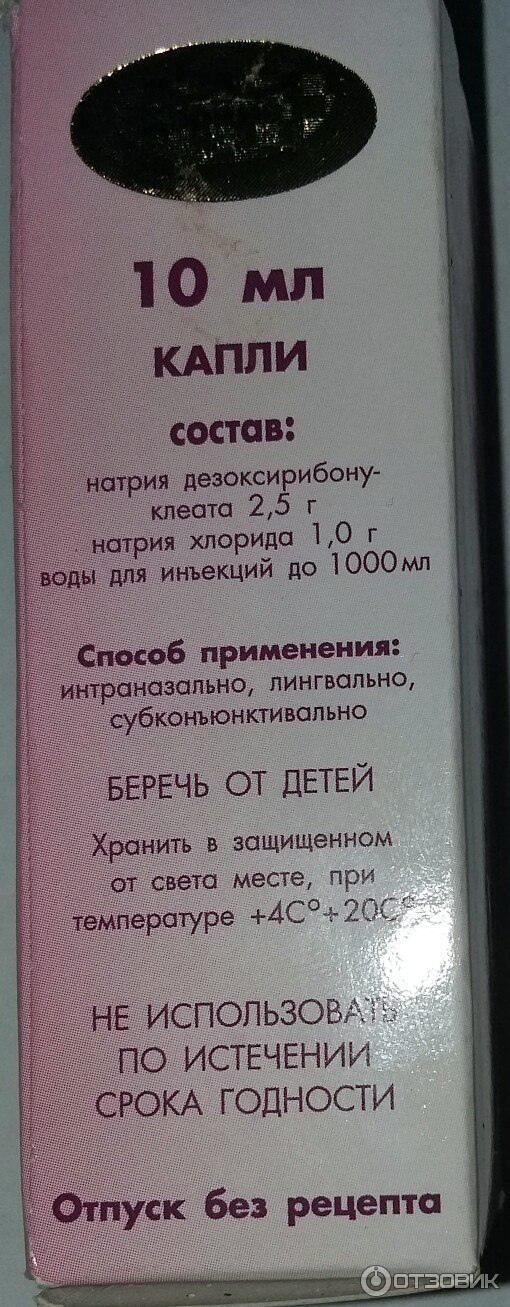 10 мл
КАПЛИ
состав:
натрия дезоксирибону-
клеата 2,5 г
натрия хлорида 1,0 г
воды для инъекций до 1000мл
Способ применения:
интраназально, лингвально,
субконъюнктивально
БЕРЕЧЬ ОТ ДЕТЕЙ
Хранить в защищенном
от света месте, при
температуре +4С°+20С°
НЕ ИСПОЛЬЗОВАТЬ
ПО ИСТЕЧЕНИИ
СРОКА ГОДНОСТИ
Отпуск без рецепта
ОТЗОВИК